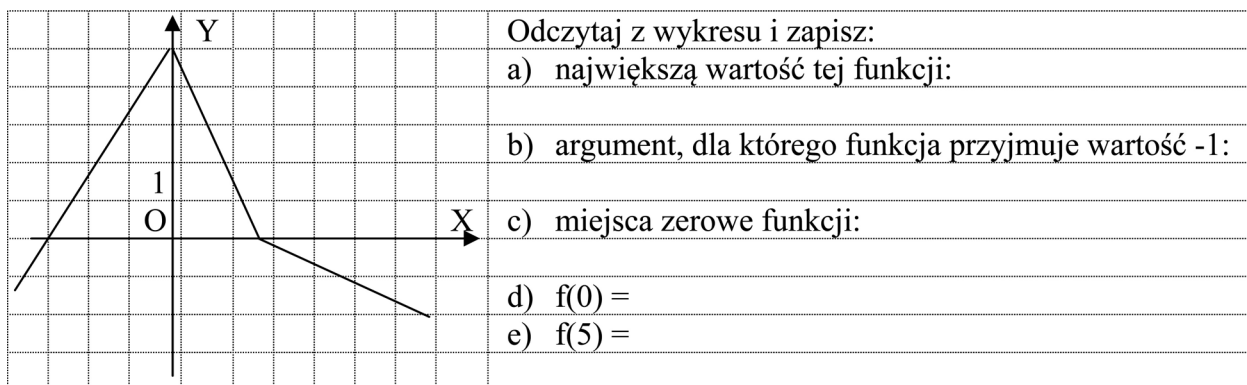 Y
1
O
X
Odczytaj z wykresu i zapisz:
a) największą wartość tej funkcji:
b) argument, dla którego funkcja przyjmuje wartość -1:
c) miejsca zerowe funkcji:
d) f(0) =
e) f(5) =